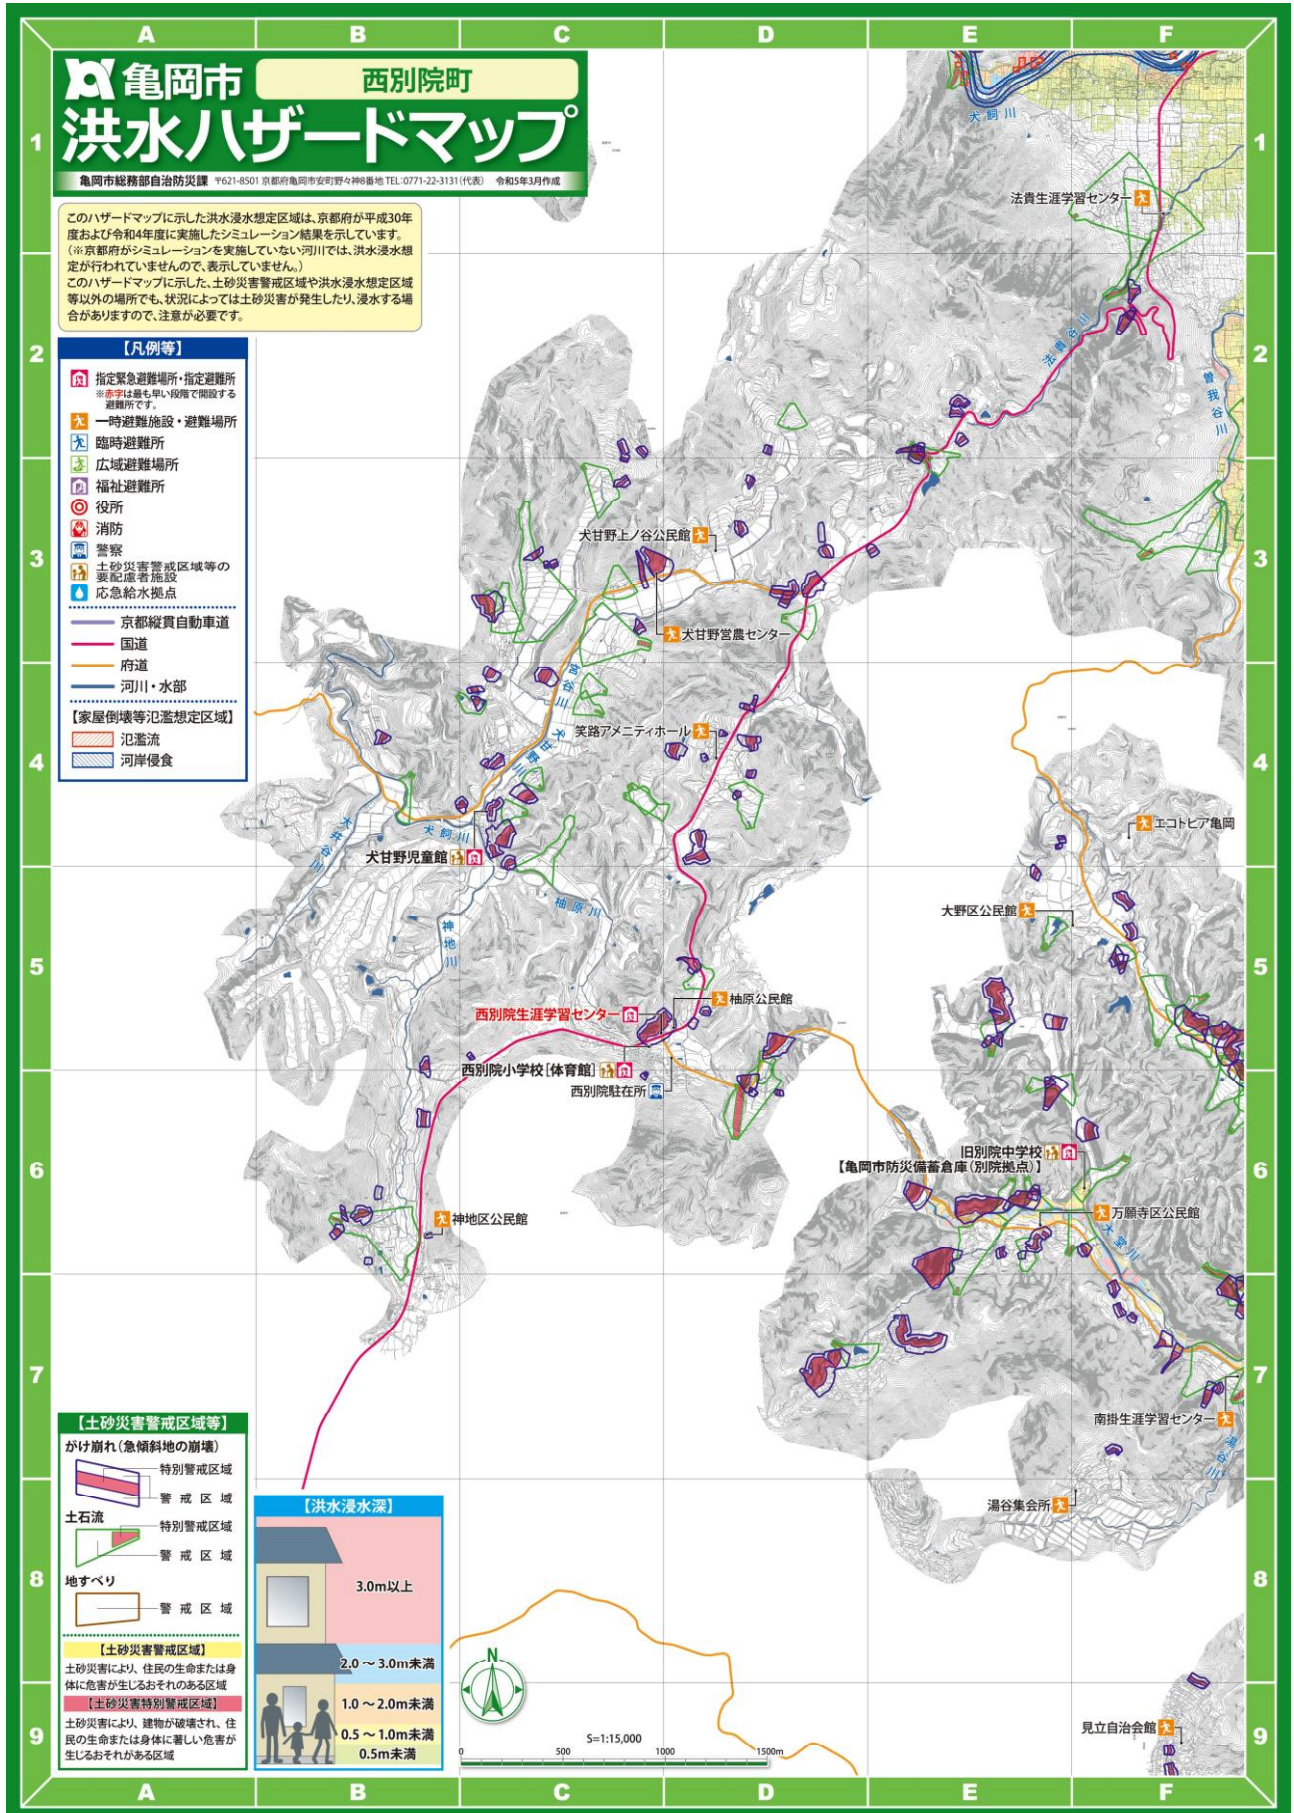 A B C D E F
亀岡市
西別院町
洪水ハザードマップ
亀岡市総務部自治防災課 〒621-8501 京都府亀岡市安町野々神8番地 TEL:0771-22-3131(代表) 令和5年3月作成
このハザードマップに示した洪水浸水想定区域は、京都府が平成30年
度および令和4年度に実施したシミュレーション結果を示しています。
(※京都府がシミュレーションを実施していない河川では、洪水浸水想
定が行われていませんので、表示していません。)
このハザードマップに示した、土砂災害警戒区域や洪水浸水想定区域
等以外の場所でも、状況によっては土砂災害が発生したり、浸水する場
合がありますので、注意が必要です。
【凡例等】
指定緊急避難場所・指定避難所
※赤字は最も早い段階で開設する
避難所です。
一時避難施設・避難場所
臨時避難所
広域避難場所
福祉避難所
役所
消防
警察
土砂災害警戒区域等の
要配慮者施設
応急給水拠点
京都縦貫自動車道
国道
府道
河川・水部
【家屋倒壊等氾濫想定区域】
氾濫流
河岸侵食
1
2
3
4
5
6
7
8
9
1
2
3
4
5
6
7
8
9
犬飼川
法貴生涯学習センター
法貴谷川
曽我谷川
犬甘野上ノ谷公民館
犬甘野営農センター
笑路アメニティホール
犬甘野川
犬飼川
大井谷川
犬甘野児童館
エコトピア亀岡
大野区公民館
柚原川
神地川
柚原公民館
西別院生涯学習センター
西別院小学校[体育館]
西別院駐在所
旧別院中学校
【亀岡市防災備蓄倉庫(別院拠点)】
万願寺区公民館
大堂川
神地区公民館
南掛生涯学習センター
湯谷川
湯谷集会所
見立自治会館
【土砂災害警戒区域等】
がけ崩れ(急傾斜地の崩壊)
特別警戒区域
警戒区域
土石流
特別警戒区域
警戒区域
地すべり
警戒区域
【土砂災害警戒区域】
土砂災害により、住民の生命または身
体に危害が生じるおそれのある区域
【土砂災害特別警戒区域】
土砂災害により、建物が破壊され、住
民の生命または身体に著しい危害が
生じるおそれがある区域
【洪水浸水深】
3.0m以上
2.0～3.0m未満
1.0～2.0m未満
0.5～1.0m未満
0.5m未満
N
S=1:15,000
0 500 1000 1500m
A B C D E F